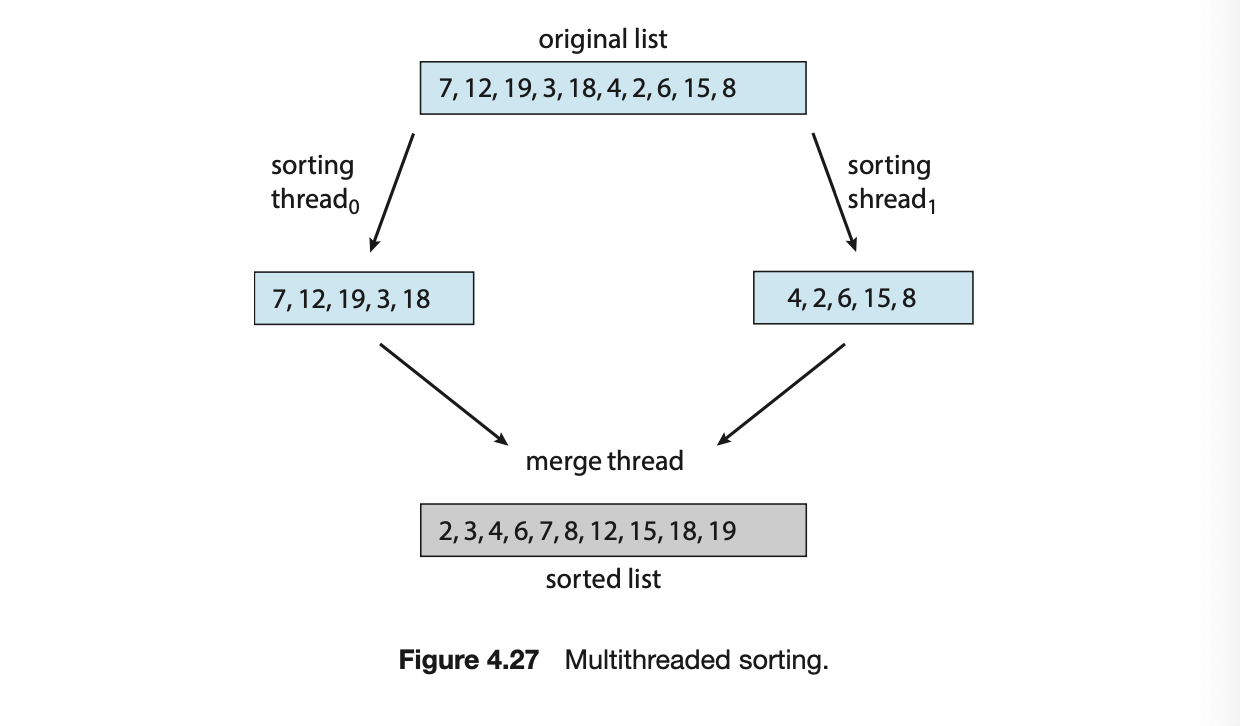 original list
7, 12, 19, 3, 18, 4, 2, 6, 15, 8
sorting
thread₀
sorting
shread₁
7, 12, 19, 3, 18
4, 2, 6, 15, 8
merge thread
2, 3, 4, 6, 7, 8, 12, 15, 18, 19
sorted list
Figure 4.27 Multithreaded sorting.